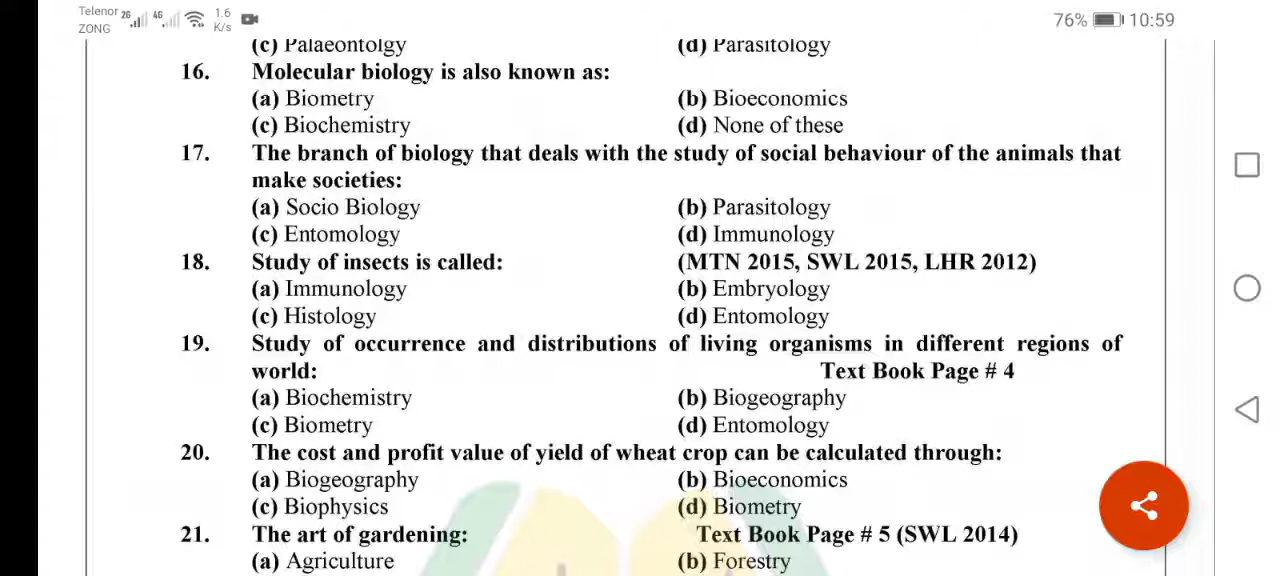 Telenor 2G 4G 1.6 76% 10:59
ZONG K/s
(c) Palaeontolgy (d) Parasitology
16. Molecular biology is also known as:
(a) Biometry (b) Bioeconomics
(c) Biochemistry (d) None of these
17. The branch of biology that deals with the study of social behaviour of the animals that
make societies:
(a) Socio Biology (b) Parasitology
(c) Entomology (d) Immunology
18. Study of insects is called: (MTN 2015, SWL 2015, LHR 2012)
(a) Immunology (b) Embryology
(c) Histology (d) Entomology
19. Study of occurrence and distributions of living organisms in different regions of
world: Text Book Page # 4
(a) Biochemistry (b) Biogeography
(c) Biometry (d) Entomology
20. The cost and profit value of yield of wheat crop can be calculated through:
(a) Biogeography (b) Bioeconomics
(c) Biophysics (d) Biometry
21. The art of gardening: Text Book Page # 5 (SWL 2014)
(a) Agriculture (b) Forestry